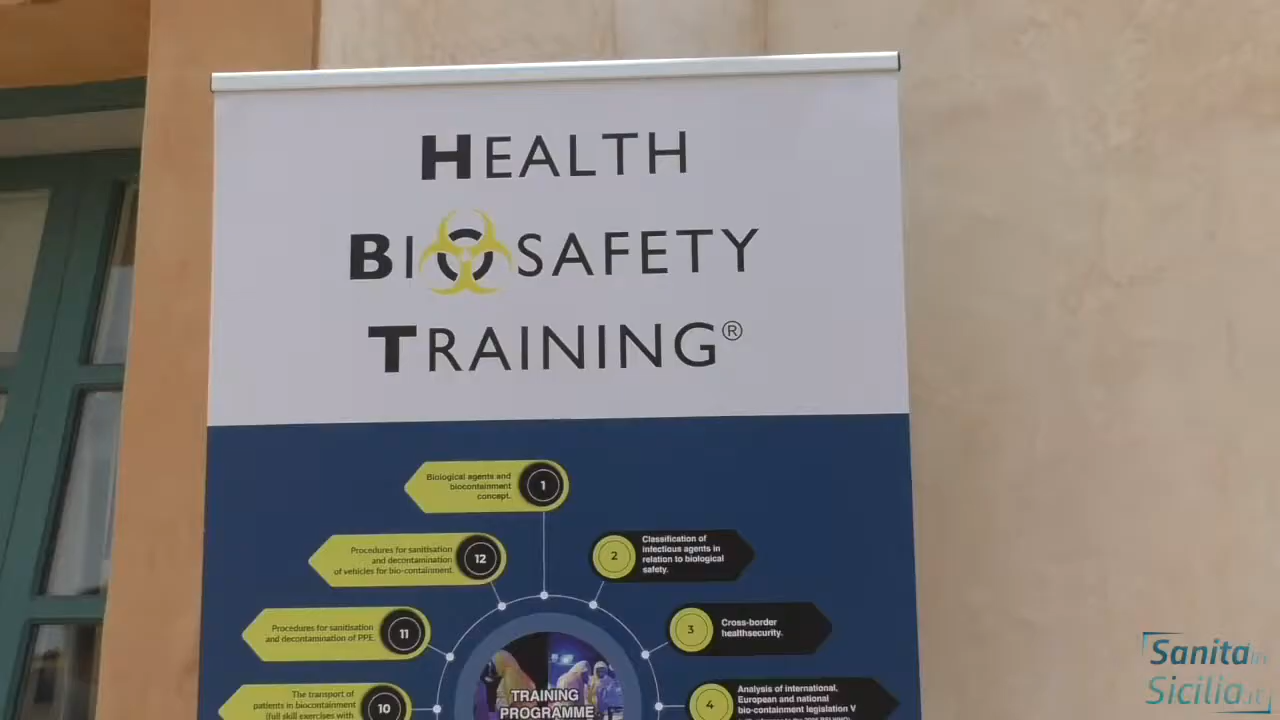 HEALTH
BIOSAFETY
TRAINING®
Biological agents and
biocontainment
concept.
1
Procedures for sanitisation
and decontamination
of vehicles for bio-containment.
12
2
Classification of
infectious agents in
relation to biological
safety.
Procedures for sanitisation
and decontamination of PPE.
11
3
Cross-border
healthsecurity.
The transport of
patients in biocontainment
(full skill exercises with
10
TRAINING
PROGRAMME
4
Analysis of international,
European and national
bio-containment legislation V
Sanitain
Sicilia.it